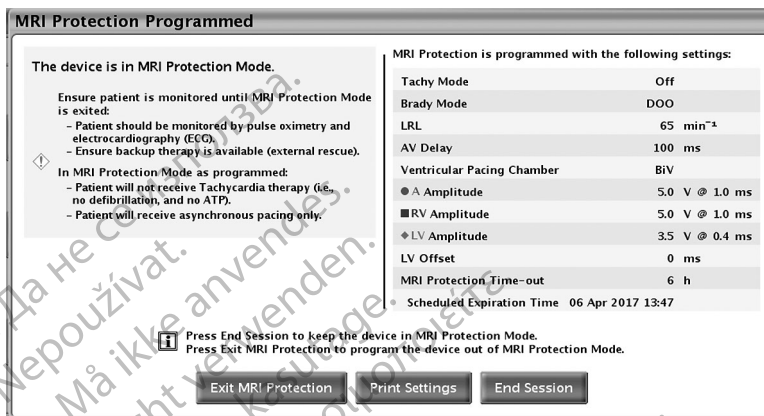 MRI Protection Programmed
The device is in MRI Protection Mode.
Ensure patient is monitored until MRI Protection Mode
is exited:
– Patient should be monitored by pulse oximetry and
electrocardiography (ECG).
– Ensure backup therapy is available (external rescue).
In MRI Protection Mode as programmed:
– Patient will not receive Tachycardia therapy (i.e.,
no defibrillation, and no ATP).
– Patient will receive asynchronous pacing only.
MRI Protection is programmed with the following settings:
Tachy Mode Off
Brady Mode DOO
LRL 65 min⁻¹
AV Delay 100 ms
Ventricular Pacing Chamber BiV
A Amplitude 5.0 V @ 1.0 ms
RV Amplitude 5.0 V @ 1.0 ms
LV Amplitude 3.5 V @ 0.4 ms
LV Offset 0 ms
MRI Protection Time-out 6 h
Scheduled Expiration Time 06 Apr 2017 13:47
Press End Session to keep the device in MRI Protection Mode.
Press Exit MRI Protection to program the device out of MRI Protection Mode.
Exit MRI Protection Print Settings End Session
Да не се използва.
Nepoužívat.
Må ikke anvendes.
verwenden.
kasutage.